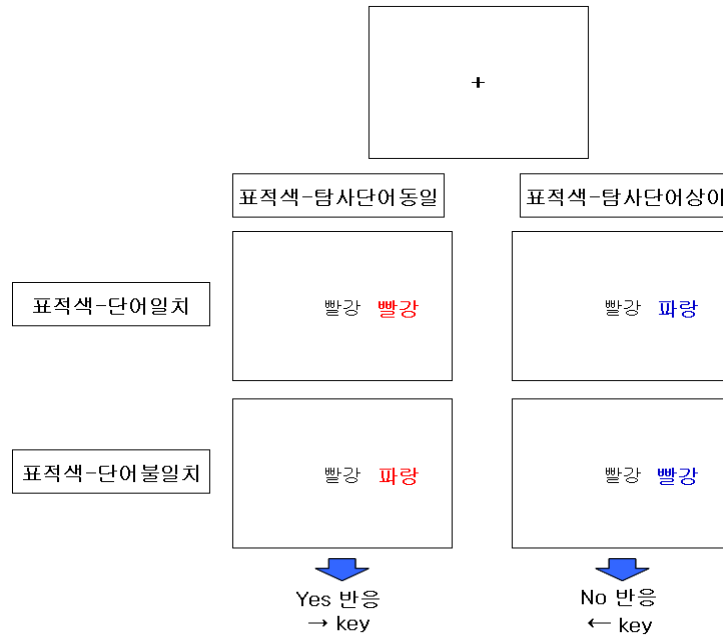 +
표적색-탐사단어동일 표적색-탐사단어상이
표적색-단어일치 빨강 빨강 빨강 파랑
표적색-단어불일치 빨강 파랑 빨강 빨강
Yes 반응 No 반응
→ key ← key